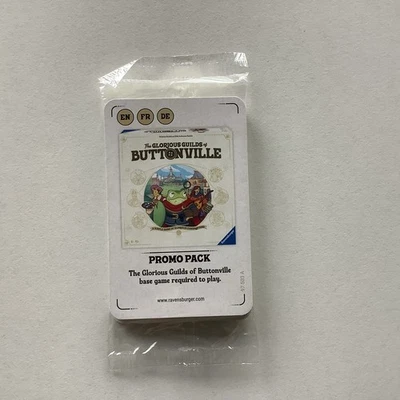 EN FR DE
The GLORIOUS GUILDS of
BUTTONVILLE
PROMO PACK
The Glorious Guilds of Buttonville
base game required to play.
www.ravensburger.com